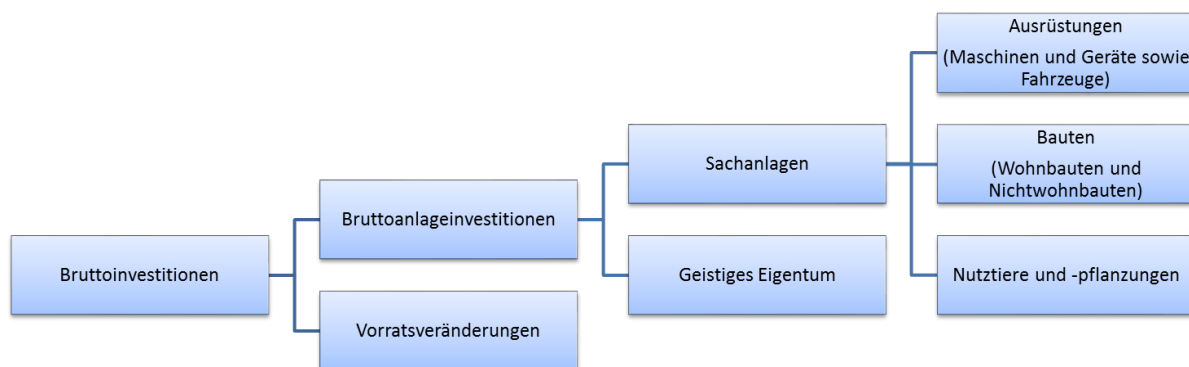 Bruttoinvestitionen
Bruttoanlageinvestitionen
Vorratsveränderungen
Sachanlagen
Geistiges Eigentum
Ausrüstungen
(Maschinen und Geräte sowie
Fahrzeuge)
Bauten
(Wohnbauten und
Nichtwohnbauten)
Nutztiere und -pflanzungen